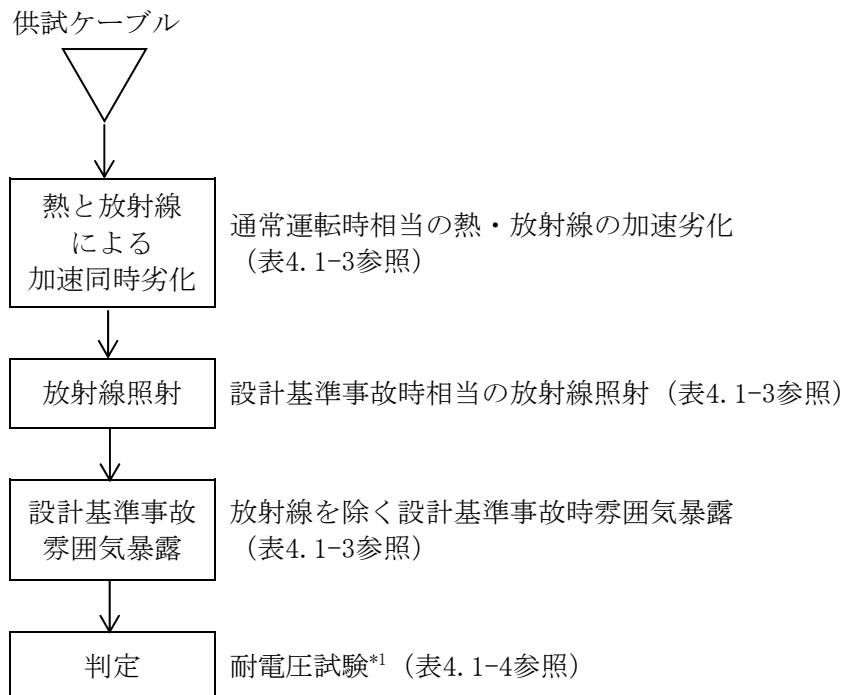 供試ケーブル
熱と放射線
による
加速同時劣化
通常運転時相当の熱・放射線の加速劣化
（表4.1-3参照）
放射線照射
設計基準事故時相当の放射線照射（表4.1-3参照）
設計基準事故
雰囲気暴露
放射線を除く設計基準事故時雰囲気暴露
（表4.1-3参照）
判定
耐電圧試験*1（表4.1-4参照）